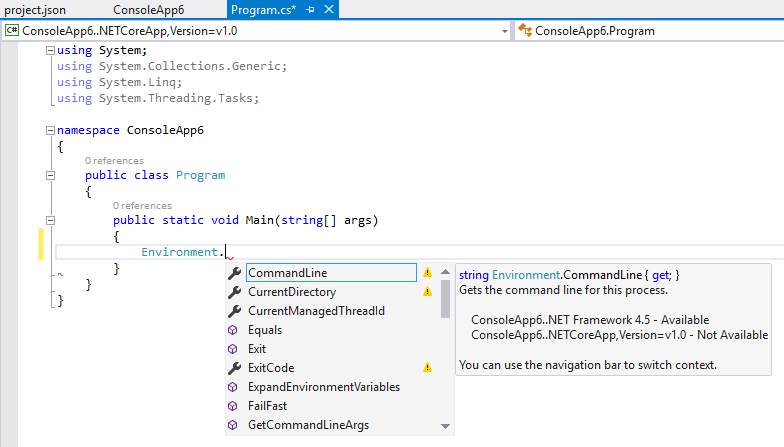 project.json ConsoleApp6 Program.cs*
C# ConsoleApp6..NETCoreApp,Version=v1.0 ConsoleApp6.Program
using System;
using System.Collections.Generic;
using System.Linq;
using System.Threading.Tasks;
namespace ConsoleApp6
{
0 references
public class Program
{
0 references
public static void Main(string[] args)
{
Environment.
}
}
}
CommandLine
CurrentDirectory
CurrentManagedThreadId
Equals
Exit
ExitCode
ExpandEnvironmentVariables
FailFast
GetCommandLineArgs
string Environment.CommandLine { get; }
Gets the command line for this process.
ConsoleApp6..NET Framework 4.5 - Available
ConsoleApp6..NETCoreApp,Version=v1.0 - Not Available
You can use the navigation bar to switch context.